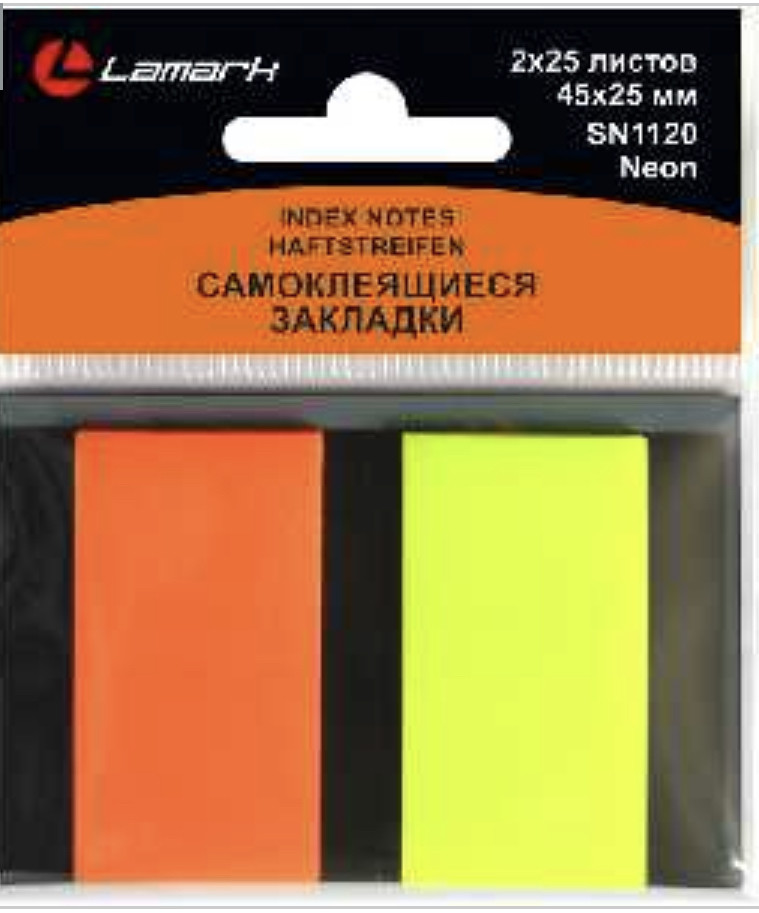 Lamark
2x25 листов
45x25 мм
SN1120
Neon
INDEX NOTES
HAFTSTREIFEN
САМОКЛЕЯЩИЕСЯ
ЗАКЛАДКИ